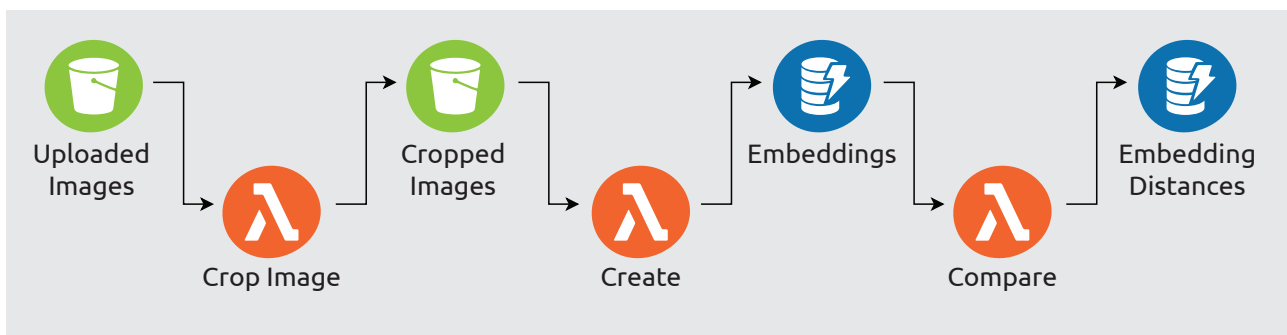 Uploaded
Images
Crop Image
Cropped
Images
Create
Embeddings
Compare
Embedding
Distances